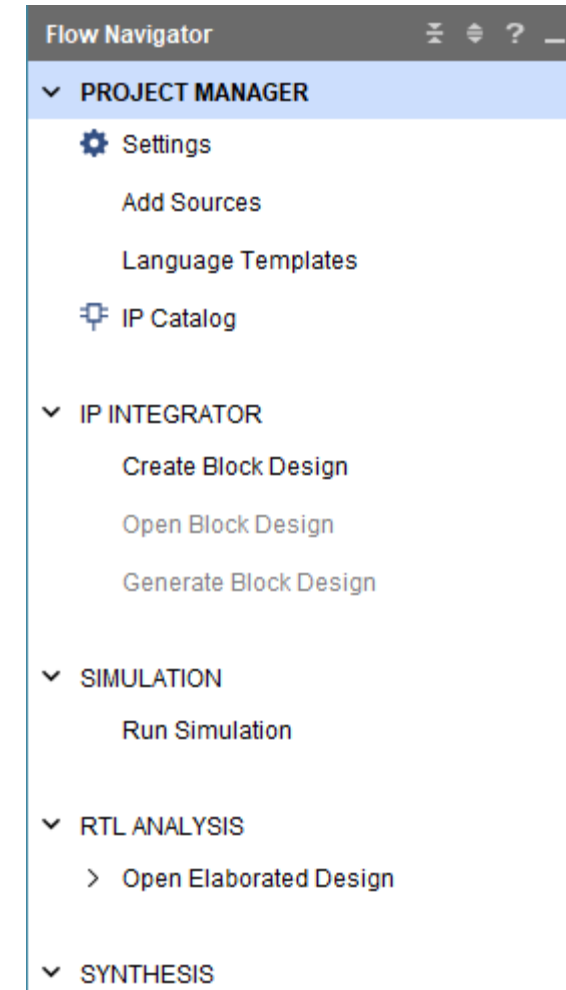 Flow Navigator ?
PROJECT MANAGER
Settings
Add Sources
Language Templates
IP Catalog
IP INTEGRATOR
Create Block Design
Open Block Design
Generate Block Design
SIMULATION
Run Simulation
RTL ANALYSIS
Open Elaborated Design
SYNTHESIS